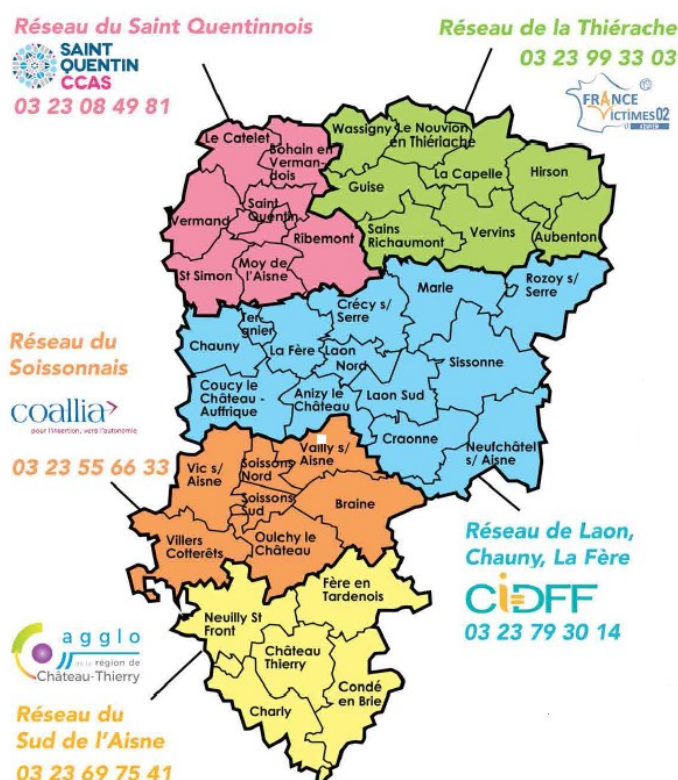 Réseau du Saint Quentinnois
SAINT
QUENTIN
CCAS
03 23 08 49 81
Réseau de la Thiérache
03 23 99 33 03
FRANCE
VICTIMES02
Le Catelet
Bohain en
Verman-
dois
Vermand
Saint
Quentin
Ribemont
St Simon
Moy de
l'Aisne
Wassigny
Le Nouvion
en Thiériache
La Capelle
Hirson
Guise
Sains
Richaumont
Vervins
Aubenton
Marle
Rozoy s/
Serre
Crécy s/
Serre
Ter-
gnier
Chauny
La Fère
Laon
Nord
Sissonne
Coucy le
Château -
Auffrique
Anizy le
Château
Laon Sud
Craonne
Neufchâtel
s/ Aisne
Réseau du
Soissonnais
coallia
pour l'insertion, vers l'autonomie
03 23 55 66 33
Vic s/
Aisne
Soissons
Nord
Vailly s/
Aisne
Soissons
Sud
Braine
Villers
Cotterêts
Oulchy le
Château
Réseau de Laon,
Chauny, La Fère
CiDFF
03 23 79 30 14
Fère en
Tardenois
Neuilly St
Front
Château
Thierry
Condé
en Brie
Charly
agglo
de la région de
Château-Thierry
Réseau du
Sud de l'Aisne
03 23 69 75 41